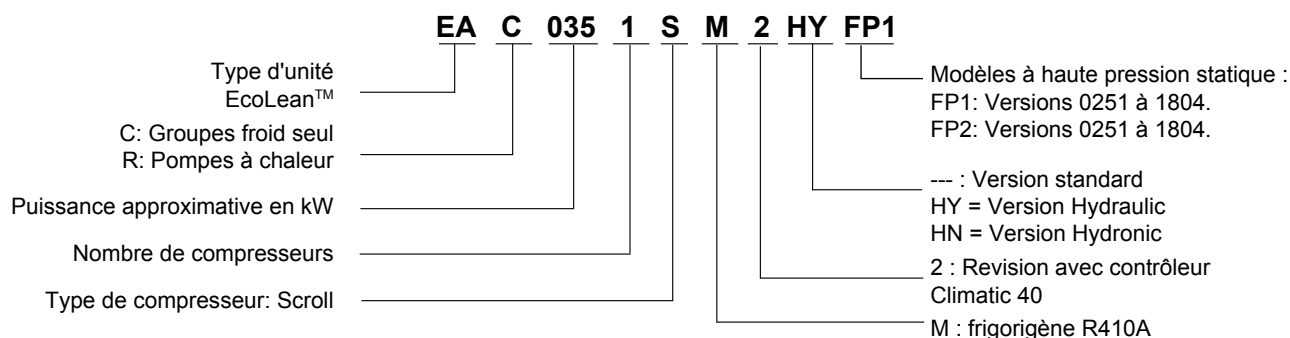 EA C 035 1 S M 2 HY FP1
Type d'unité
EcoLean™
C: Groupes froid seul
R: Pompes à chaleur
Puissance approximative en kW
Nombre de compresseurs
Type de compresseur: Scroll
Modèles à haute pression statique :
FP1: Versions 0251 à 1804.
FP2: Versions 0251 à 1804.
--- : Version standard
HY = Version Hydraulic
HN = Version Hydronic
2 : Revision avec contrôleur
Climatic 40
M : frigorigène R410A